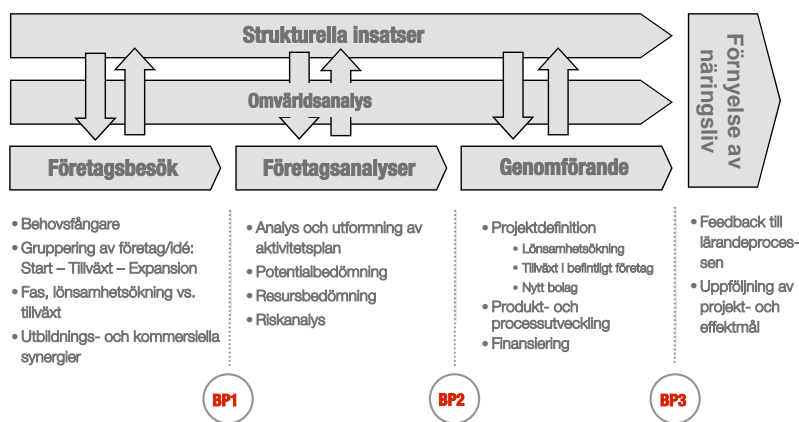 Strukturella insatser
Omvärldsanalys
Förnyelse av
näringsliv
Företagsbesök
Företagsanalyser
Genomförande
• Behovsfångare
• Gruppering av företag/idé:
Start – Tillväxt – Expansion
• Fas, lönsamhetsökning vs.
tillväxt
• Utbildnings- och kommersiella
synergier
• Analys och utformning av
aktivitetsplan
• Potentialbedömning
• Resursbedömning
• Riskanalys
• Projektdefinition
• Lönsamhetsökning
• Tillväxt i befintligt företag
• Nytt bolag
• Produkt- och
processutveckling
• Finansiering
• Feedback till
lärandeproces-
sen
• Uppföljning av
projekt- och
effektmål
BP1
BP2
BP3